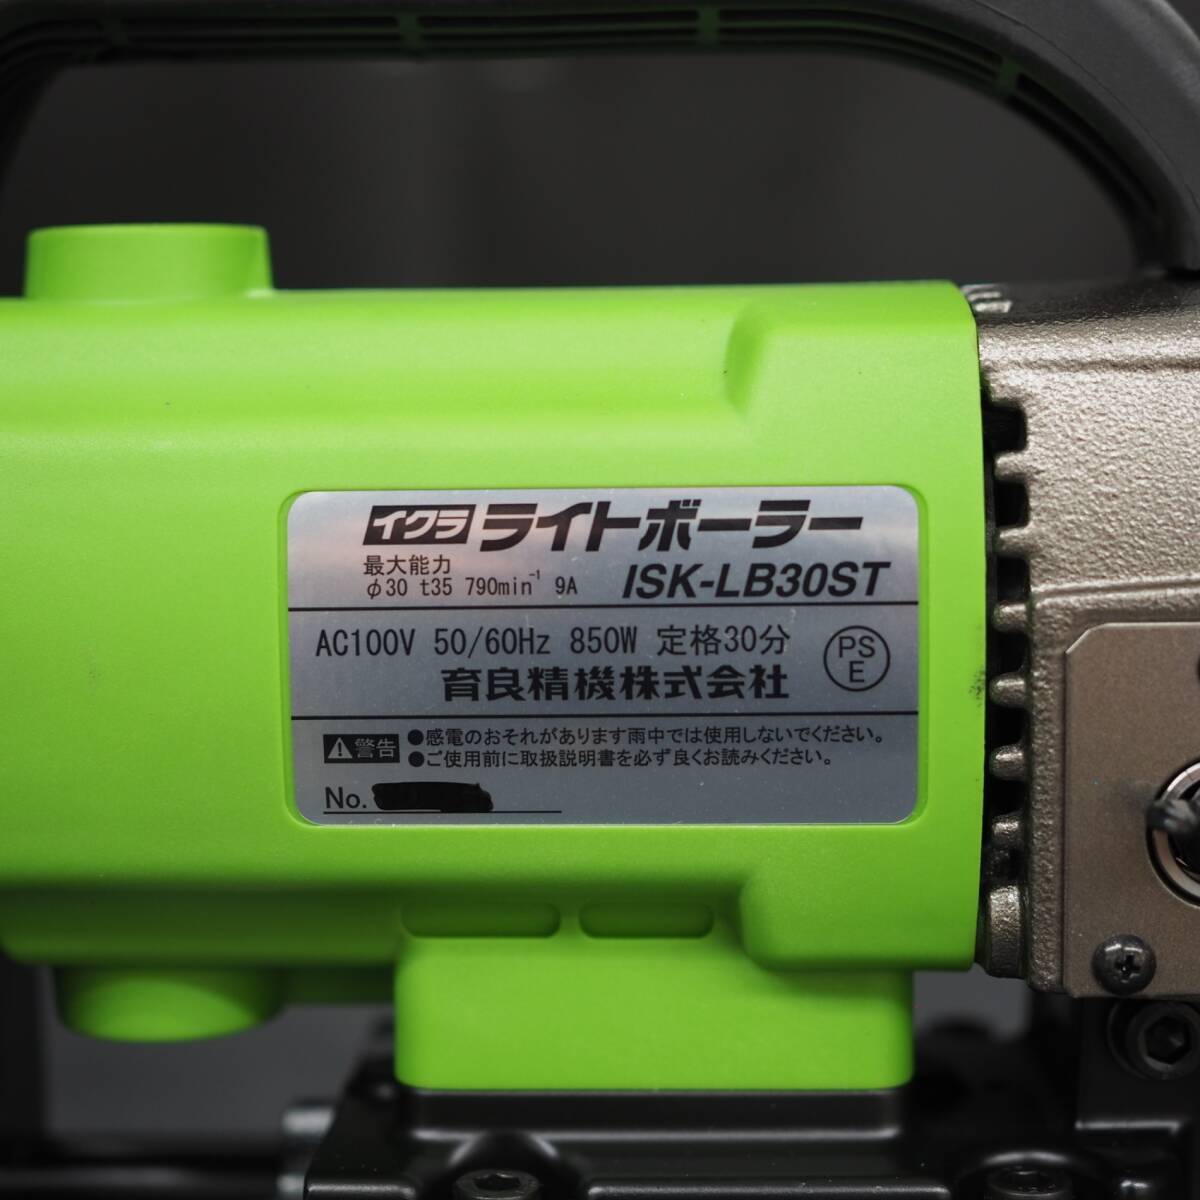 イクラ ライトボーラー
最大能力
φ30 t35 790min⁻¹ 9A ISK-LB30ST
AC100V 50/60Hz 850W 定格30分
PS
E
育良精機株式会社
警告 ●感電のおそれがあります雨中では使用しないでください。
●ご使用前に取扱説明書を必ず良くお読みください。
No.